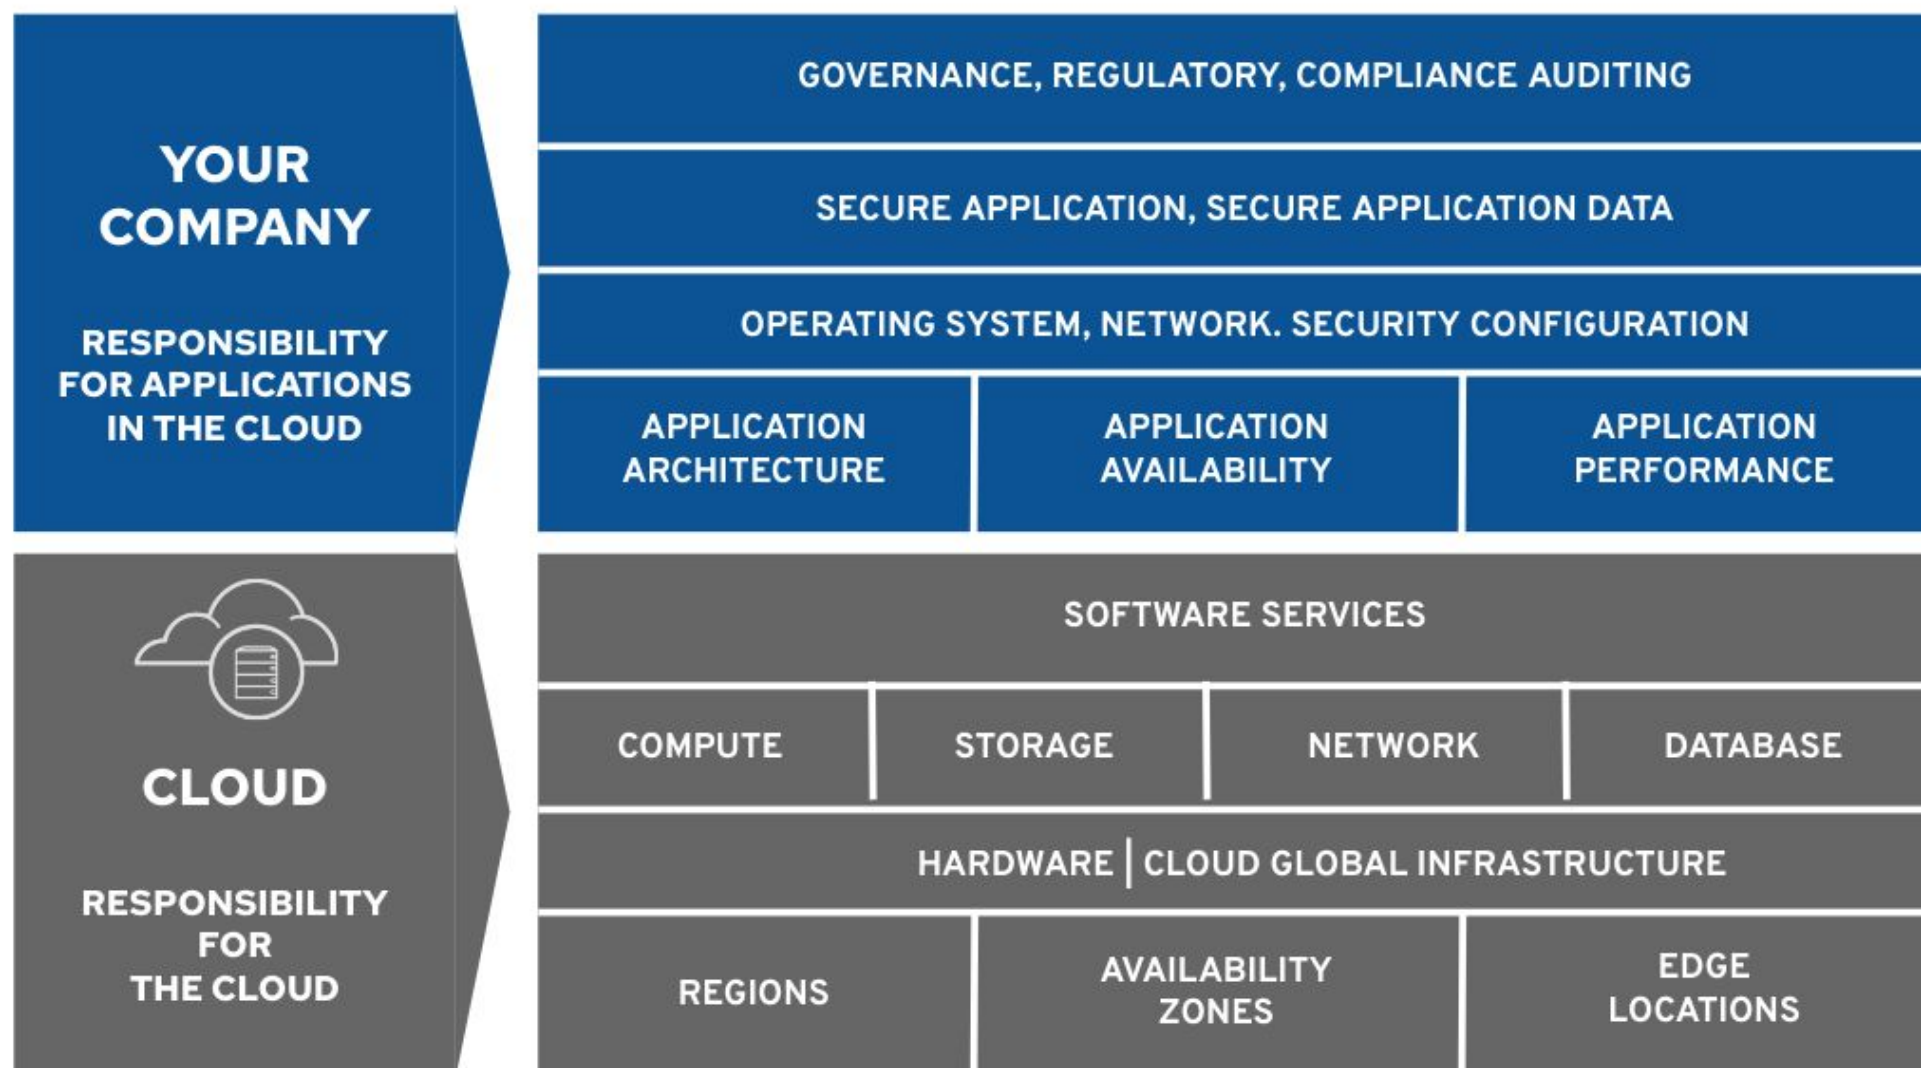 YOUR
COMPANY
RESPONSIBILITY
FOR APPLICATIONS
IN THE CLOUD
GOVERNANCE, REGULATORY, COMPLIANCE AUDITING
SECURE APPLICATION, SECURE APPLICATION DATA
OPERATING SYSTEM, NETWORK. SECURITY CONFIGURATION
APPLICATION
ARCHITECTURE
APPLICATION
AVAILABILITY
APPLICATION
PERFORMANCE
CLOUD
RESPONSIBILITY
FOR
THE CLOUD
SOFTWARE SERVICES
COMPUTE
STORAGE
NETWORK
DATABASE
HARDWARE | CLOUD GLOBAL INFRASTRUCTURE
REGIONS
AVAILABILITY
ZONES
EDGE
LOCATIONS